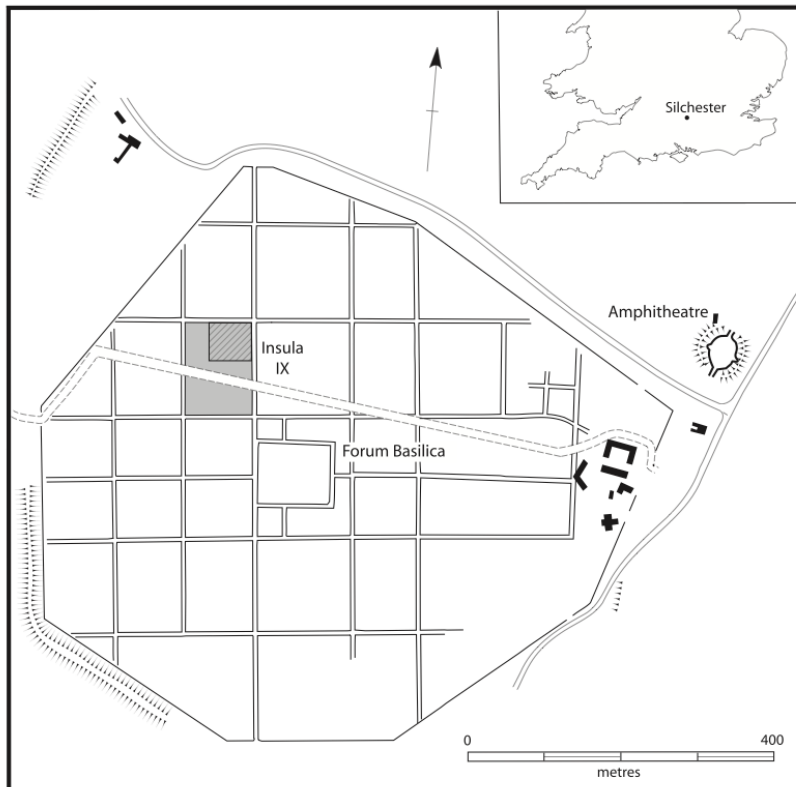 Silchester
Amphitheatre
Insula
IX
Forum Basilica
0
400
metres